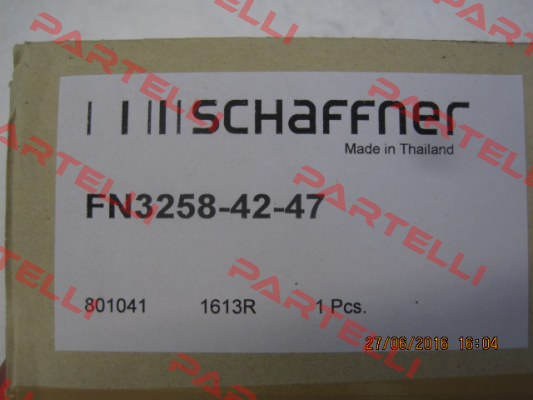 schaffner
Made in Thailand
FN3258-42-47
801041 1613R 1 Pcs.
27/06/2016 16:04
PARTELLI
PARTELLI
PARTELLI
PARTELLI
PARTELLI